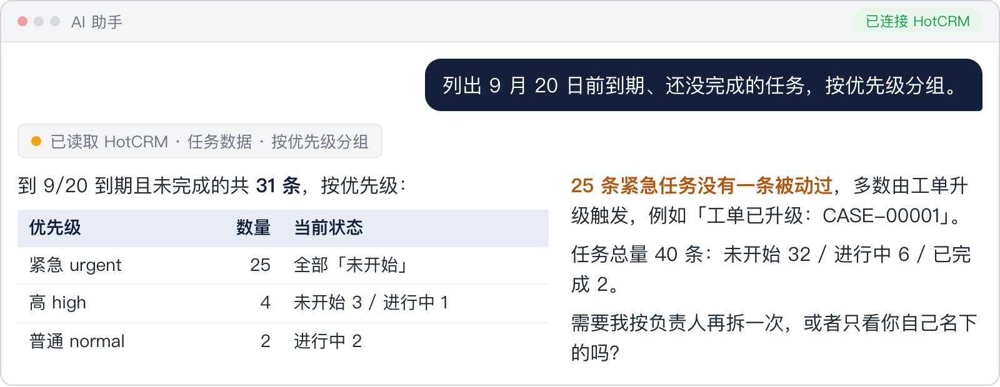 AI 助手
已连接 HotCRM
列出 9 月 20 日前到期、还没完成的任务，按优先级分组。
已读取 HotCRM · 任务数据 · 按优先级分组
到 9/20 到期且未完成的共 31 条，按优先级：
优先级 数量 当前状态
紧急 urgent 25 全部「未开始」
高 high 4 未开始 3 / 进行中 1
普通 normal 2 进行中 2
25 条紧急任务没有一条被动过，多数由工单升
级触发，例如「工单已升级：CASE-00001」。
任务总量 40 条：未开始 32 / 进行中 6 / 已完
成 2。
需要我按负责人再拆一次，或者只看你自己名下
的吗？